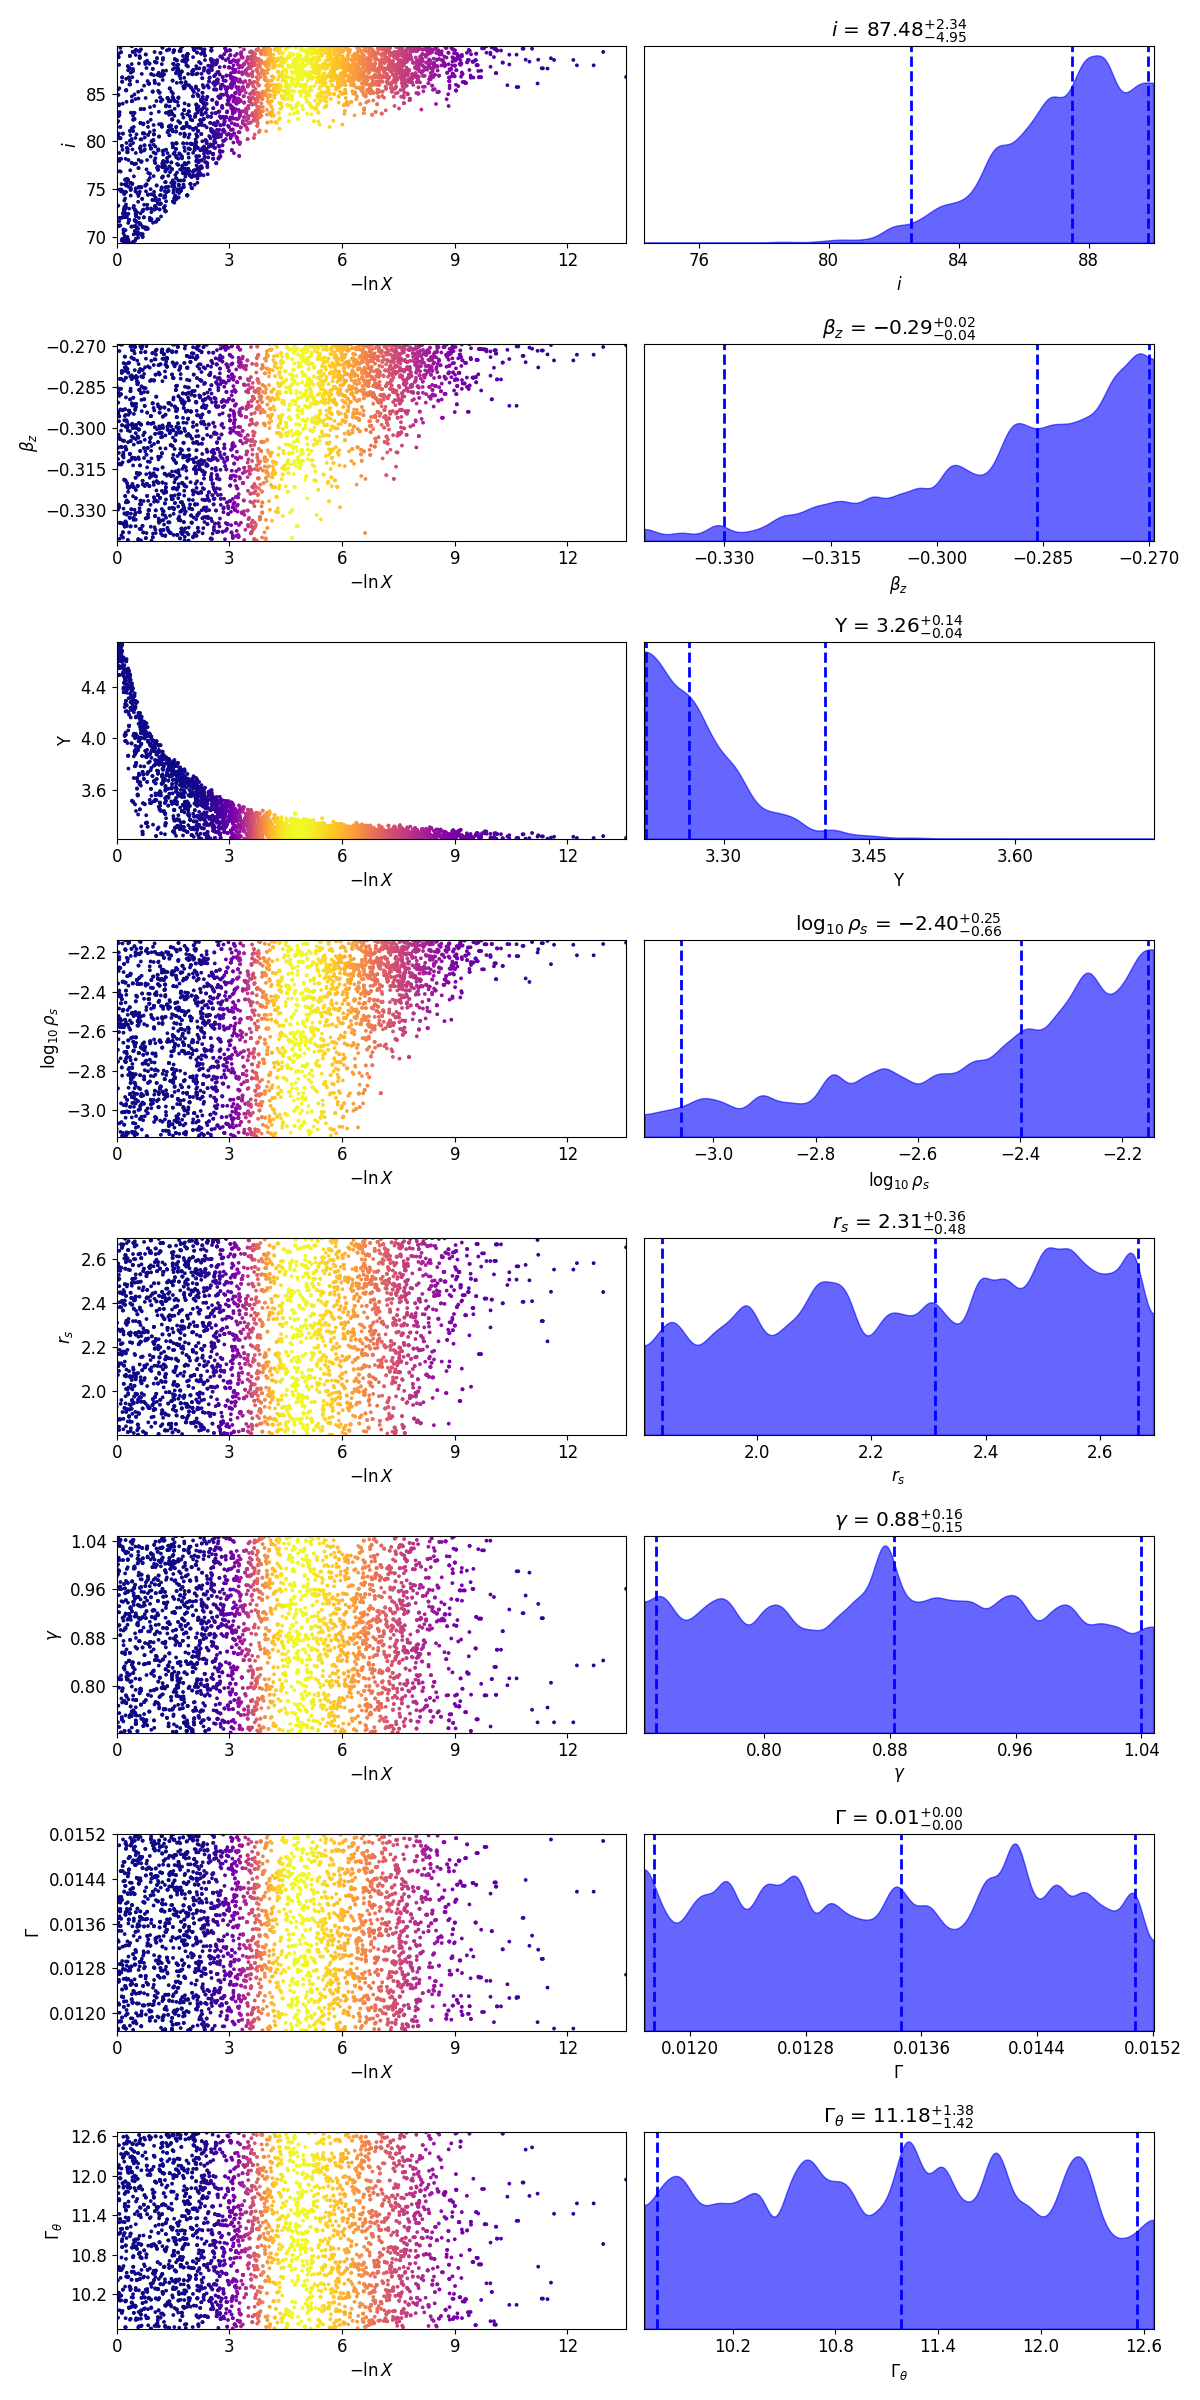 i = 87.48^{+2.34}_{-4.95}
85
80
75
70
i
0 3 6 9 12
76 80 84 88
−ln X
i
β_z = −0.29^{+0.02}_{-0.04}
−0.270
−0.285
−0.300
−0.315
−0.330
β_z
0 3 6 9 12
−0.330 −0.315 −0.300 −0.285 −0.270
−ln X
β_z
Υ = 3.26^{+0.14}_{-0.04}
4.4
4.0
3.6
Υ
0 3 6 9 12
3.30 3.45 3.60
−ln X
Υ
log₁₀ ρ_s = −2.40^{+0.25}_{-0.66}
−2.2
−2.4
−2.6
−2.8
−3.0
log₁₀ ρ_s
0 3 6 9 12
−3.0 −2.8 −2.6 −2.4 −2.2
−ln X
log₁₀ ρ_s
r_s = 2.31^{+0.36}_{-0.48}
2.6
2.4
2.2
2.0
r_s
0 3 6 9 12
2.0 2.2 2.4 2.6
−ln X
r_s
γ = 0.88^{+0.16}_{-0.15}
1.04
0.96
0.88
0.80
γ
0 3 6 9 12
0.80 0.88 0.96 1.04
−ln X
γ
Γ = 0.01^{+0.00}_{-0.00}
0.0152
0.0144
0.0136
0.0128
0.0120
Γ
0 3 6 9 12
0.0120 0.0128 0.0136 0.0144 0.0152
−ln X
Γ
Γ_θ = 11.18^{+1.38}_{-1.42}
12.6
12.0
11.4
10.8
10.2
Γ_θ
0 3 6 9 12
10.2 10.8 11.4 12.0 12.6
−ln X
Γ_θ